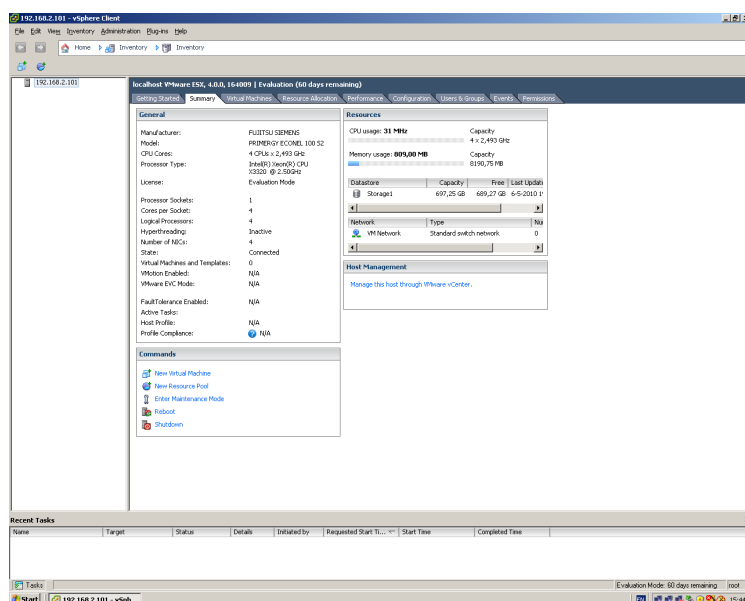 192.168.2.101 - vSphere Client
File Edit View Inventory Administration Plug-ins Help
Home Inventory Inventory
192.168.2.101
localhost VMware ESX, 4.0.0, 164009 | Evaluation (60 days remaining)
Getting Started Summary Virtual Machines Resource Allocation Performance Configuration Users & Groups Events Permissions
General
Manufacturer: FUJITSU SIEMENS
Model: PRIMERGY ECONEL 100 S2
CPU Cores: 4 CPUs x 2,493 GHz
Processor Type: Intel(R) Xeon(R) CPU
X3320 @ 2.50GHz
License: Evaluation Mode
Processor Sockets: 1
Cores per Socket: 4
Logical Processors: 4
Hyperthreading: Inactive
Number of NICs: 4
State: Connected
Virtual Machines and Templates: 0
VMotion Enabled: N/A
VMware EVC Mode: N/A
FaultTolerance Enabled: N/A
Active Tasks:
Host Profile: N/A
Profile Compliance: N/A
Commands
New Virtual Machine
New Resource Pool
Enter Maintenance Mode
Reboot
Shutdown
Resources
CPU usage: 31 MHz Capacity
4 x 2,493 GHz
Memory usage: 809,00 MB Capacity
8190,75 MB
Datastore Capacity Free Last Updat
Storage1 697,25 GB 689,27 GB 6-5-2010 1
Network Type Nu
VM Network Standard switch network 0
Host Management
Manage this host through VMware vCenter.
Recent Tasks
Name Target Status Details Initiated by Requested Start Ti... Start Time Completed Time
Tasks Evaluation Mode: 60 days remaining root
Start 192.168.2.101 - vSph... EN 15:44